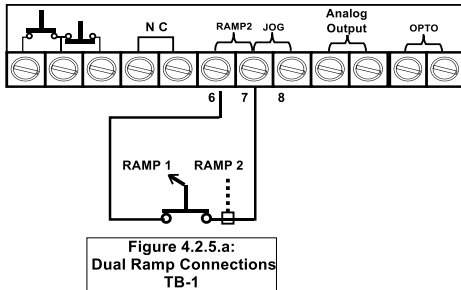 Analog
N C RAMP2 JOG Output OPTO
6 7 8
RAMP 1 RAMP 2
Figure 4.2.5.a:
Dual Ramp Connections
TB-1